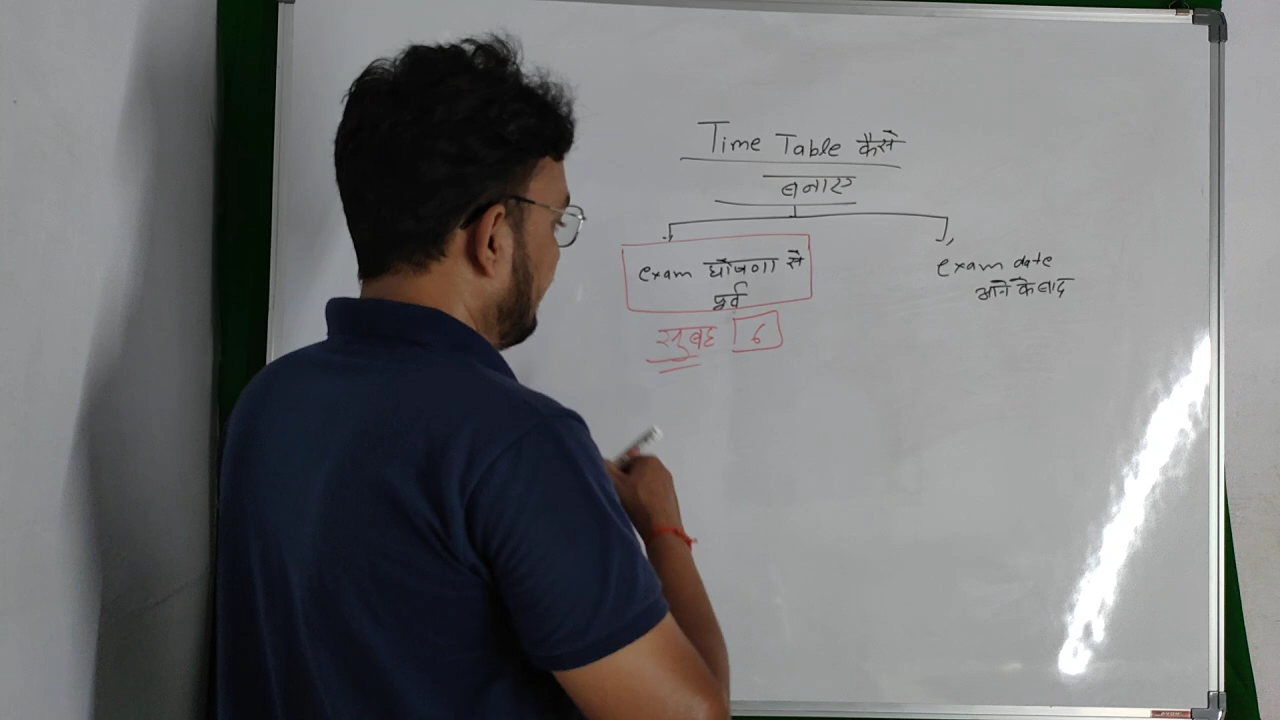 Time Table कैसे
बनाए
exam घोषणा से
पूर्व
exam date
आने के बाद
सुबह 6